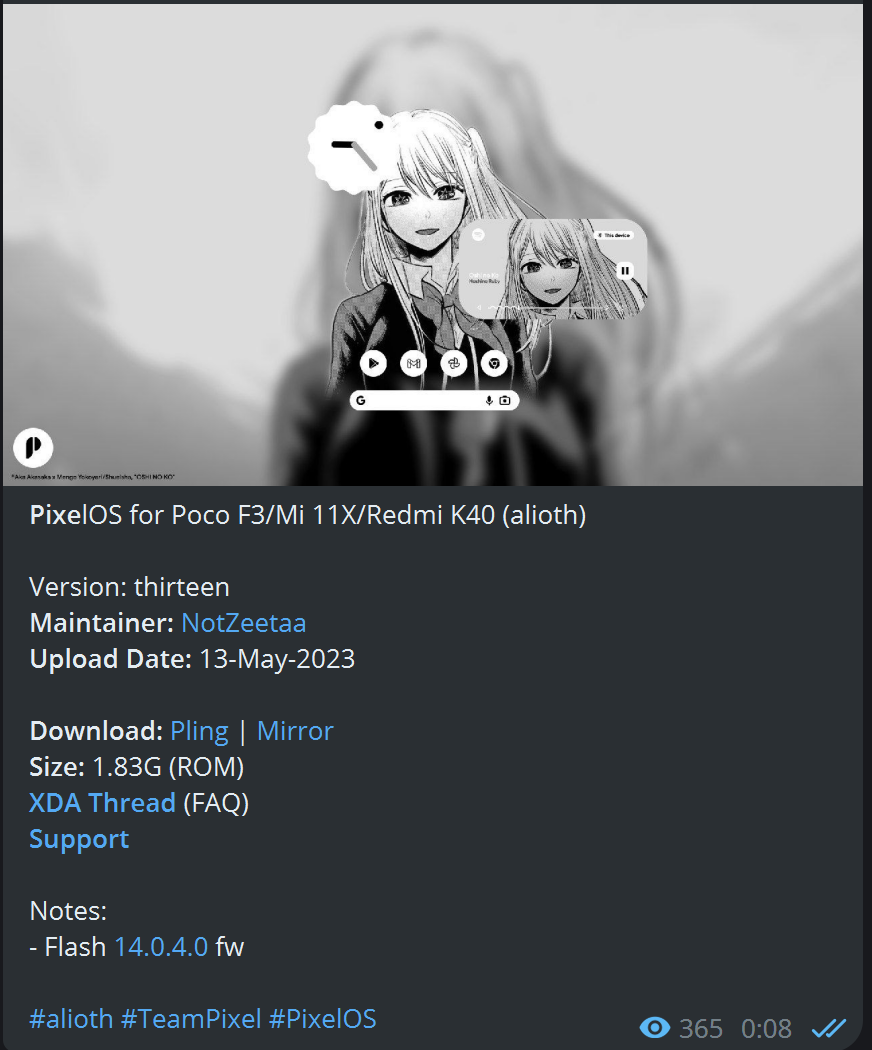 This device
Hoshino Ruby
G
*Aka Akasaka x Mengo Yokoyari/Shueisha, "OSHI NO KO"
PixelOS for Poco F3/Mi 11X/Redmi K40 (alioth)
Version: thirteen
Maintainer: NotZeetaa
Upload Date: 13-May-2023
Download: Pling | Mirror
Size: 1.83G (ROM)
XDA Thread (FAQ)
Support
Notes:
- Flash 14.0.4.0 fw
#alioth #TeamPixel #PixelOS
365 0:08